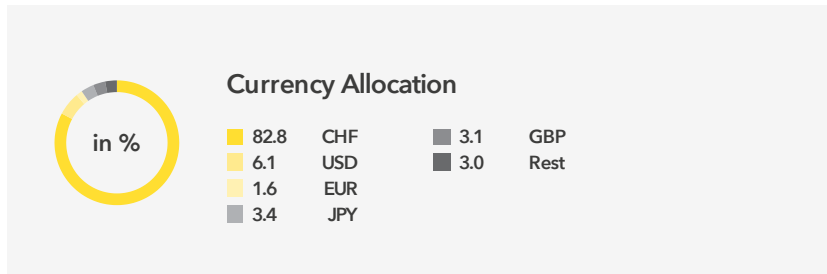 Currency Allocation
in %
82.8 CHF
6.1 USD
1.6 EUR
3.4 JPY
3.1 GBP
3.0 Rest